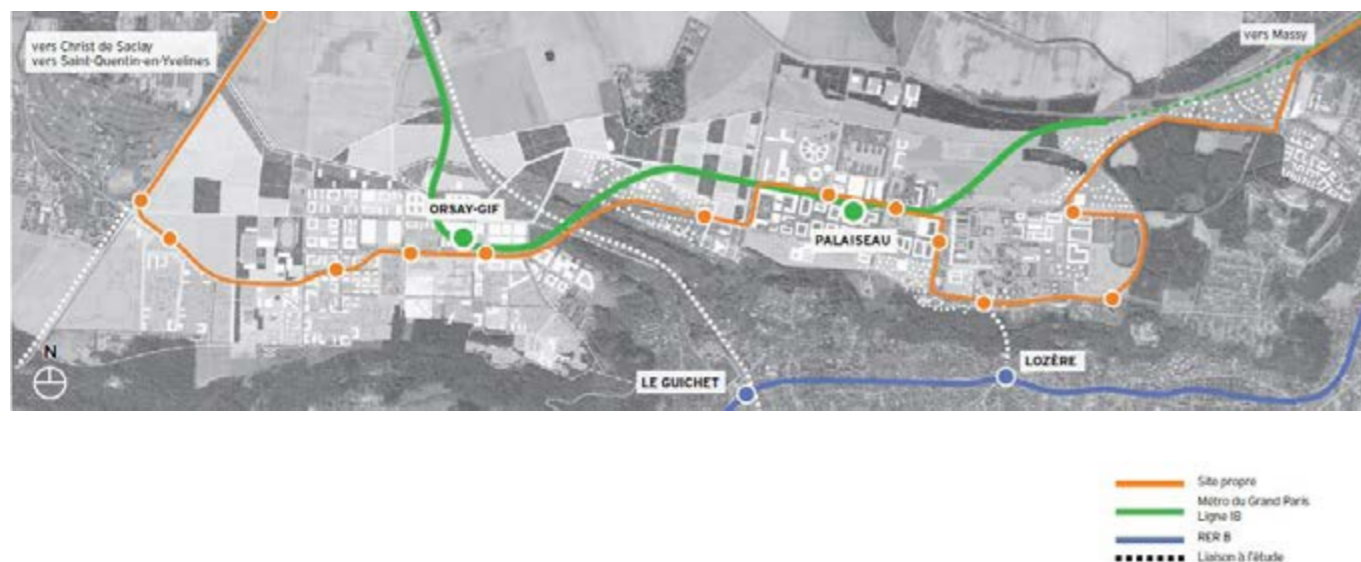 vers Christ de Saclay
vers Saint-Quentin-en-Yvelines
vers Massy
ORSAY-GIF
PALAISEAU
N
LE GUICHET
LOZÈRE
Site propre
Métro du Grand Paris
Ligne 18
RER B
Liaison à l'étude